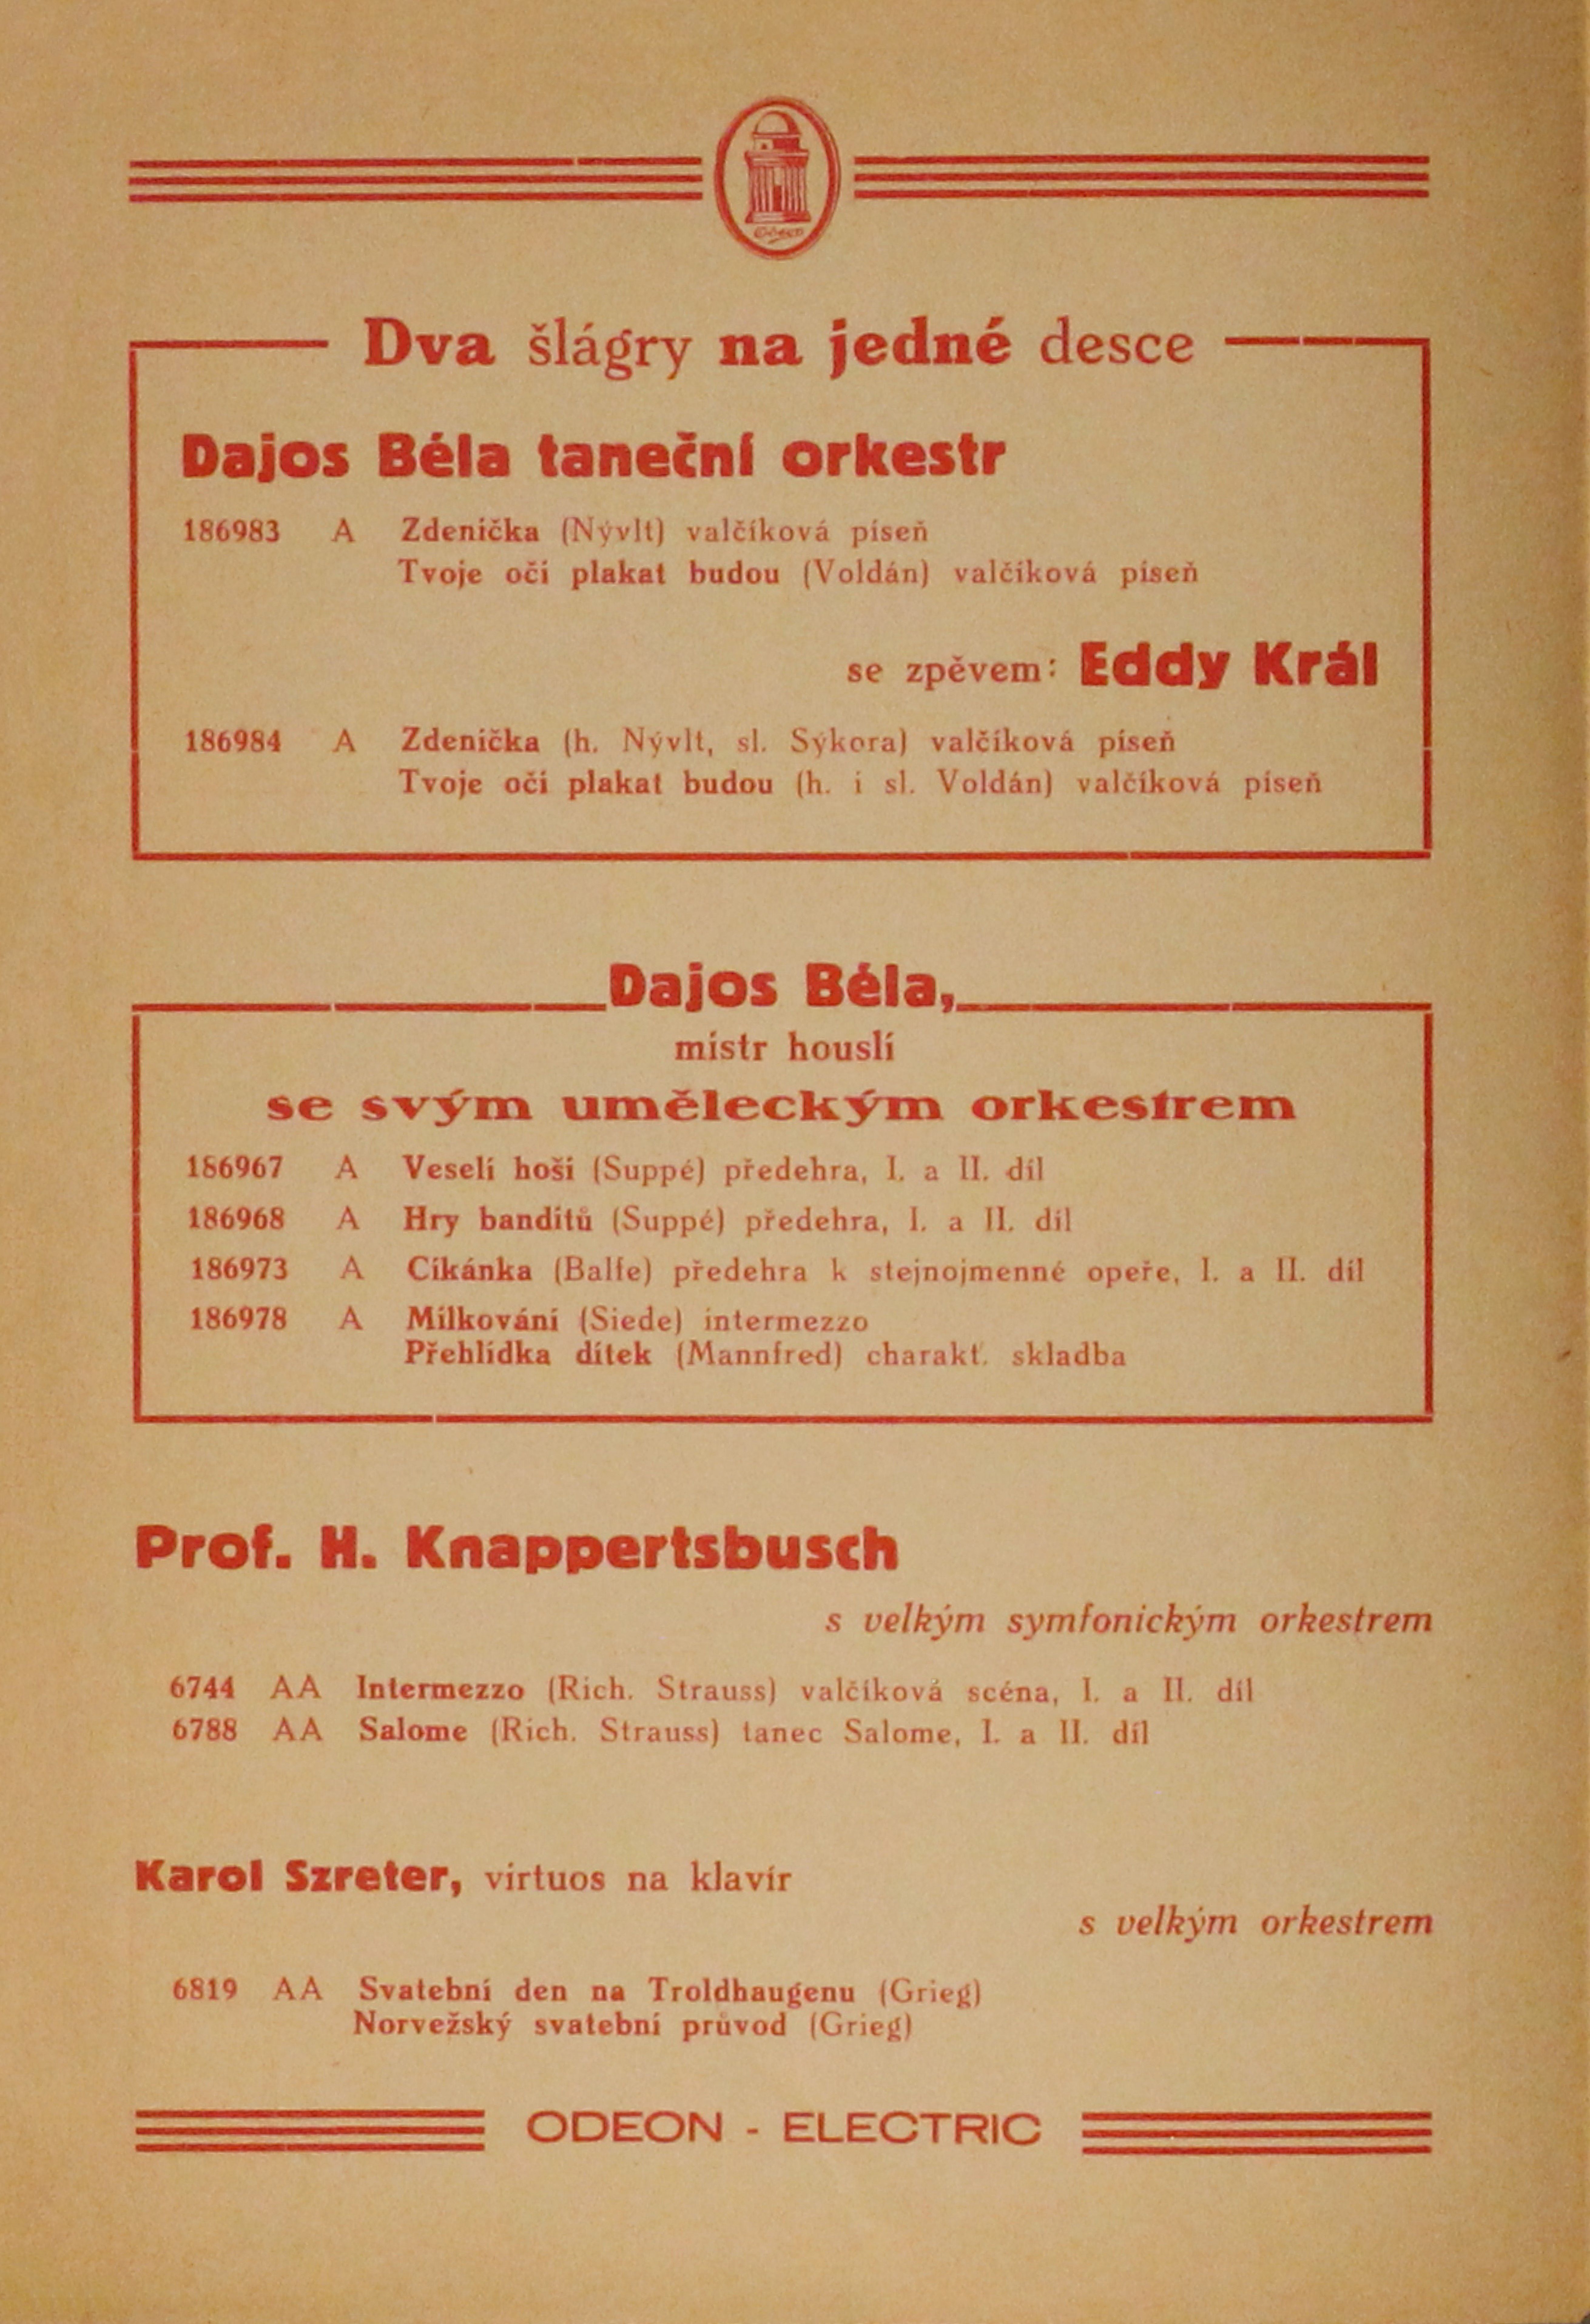 Odeon
Dva šlágry na jedné desce
Dajos Béla taneční orkestr
186983 A Zdenička (Nývlt) valčíková píseň
Tvoje oči plakat budou (Voldán) valčíková píseň
se zpěvem: Eddy Král
186984 A Zdenička (h. Nývlt, sl. Sýkora) valčíková píseň
Tvoje oči plakat budou (h. i sl. Voldán) valčíková píseň
Dajos Béla,
mistr houslí
se svým uměleckým orkestrem
186967 A Veselí hoši (Suppé) předehra, I. a II. díl
186968 A Hry banditů (Suppé) předehra, I. a II. díl
186973 A Cikánka (Balfe) předehra k stejnojmenné opeře, I. a II. díl
186978 A Milkování (Siede) intermezzo
Přehlídka dítek (Mannfred) charakt. skladba
Prof. H. Knappertsbusch
s velkým symfonickým orkestrem
6744 AA Intermezzo (Rich. Strauss) valčíková scéna, I. a II. díl
6788 AA Salome (Rich. Strauss) tanec Salome, I. a II. díl
Karol Szreter, virtuos na klavír
s velkým orkestrem
6819 AA Svatební den na Troldhaugenu (Grieg)
Norvežský svatební průvod (Grieg)
ODEON - ELECTRIC